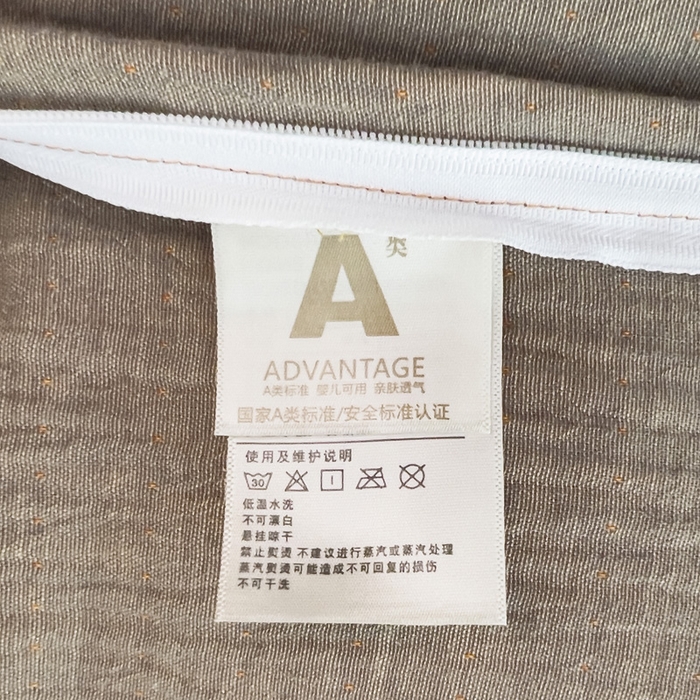 A类
ADVANTAGE
A类标准 婴儿可用 亲肤透气
国家A类标准/安全标准认证
使用及维护说明
30
低温水洗
不可漂白
悬挂晾干
禁止熨烫 不建议进行蒸汽或蒸汽处理
蒸汽熨烫可能造成不可回复的损伤
不可干洗